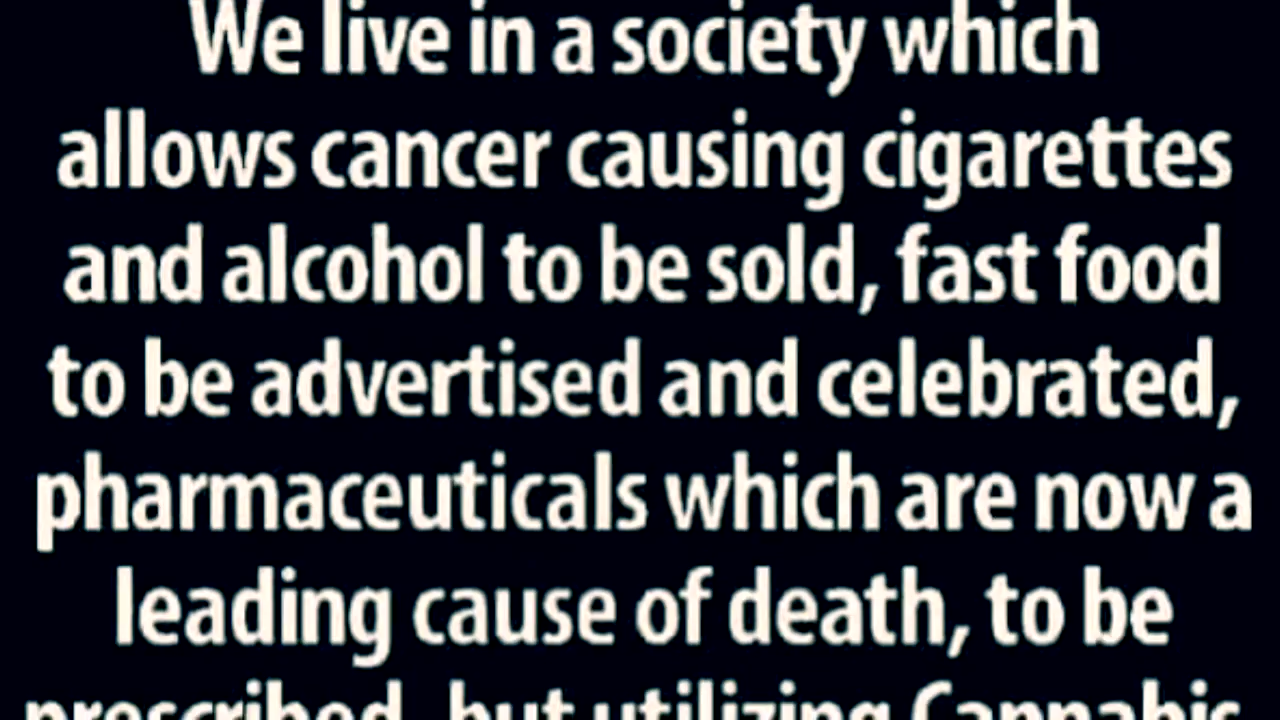 We live in a society which
allows cancer causing cigarettes
and alcohol to be sold, fast food
to be advertised and celebrated,
pharmaceuticals which are now a
leading cause of death, to be
prescribed, but utilizing Cannabis